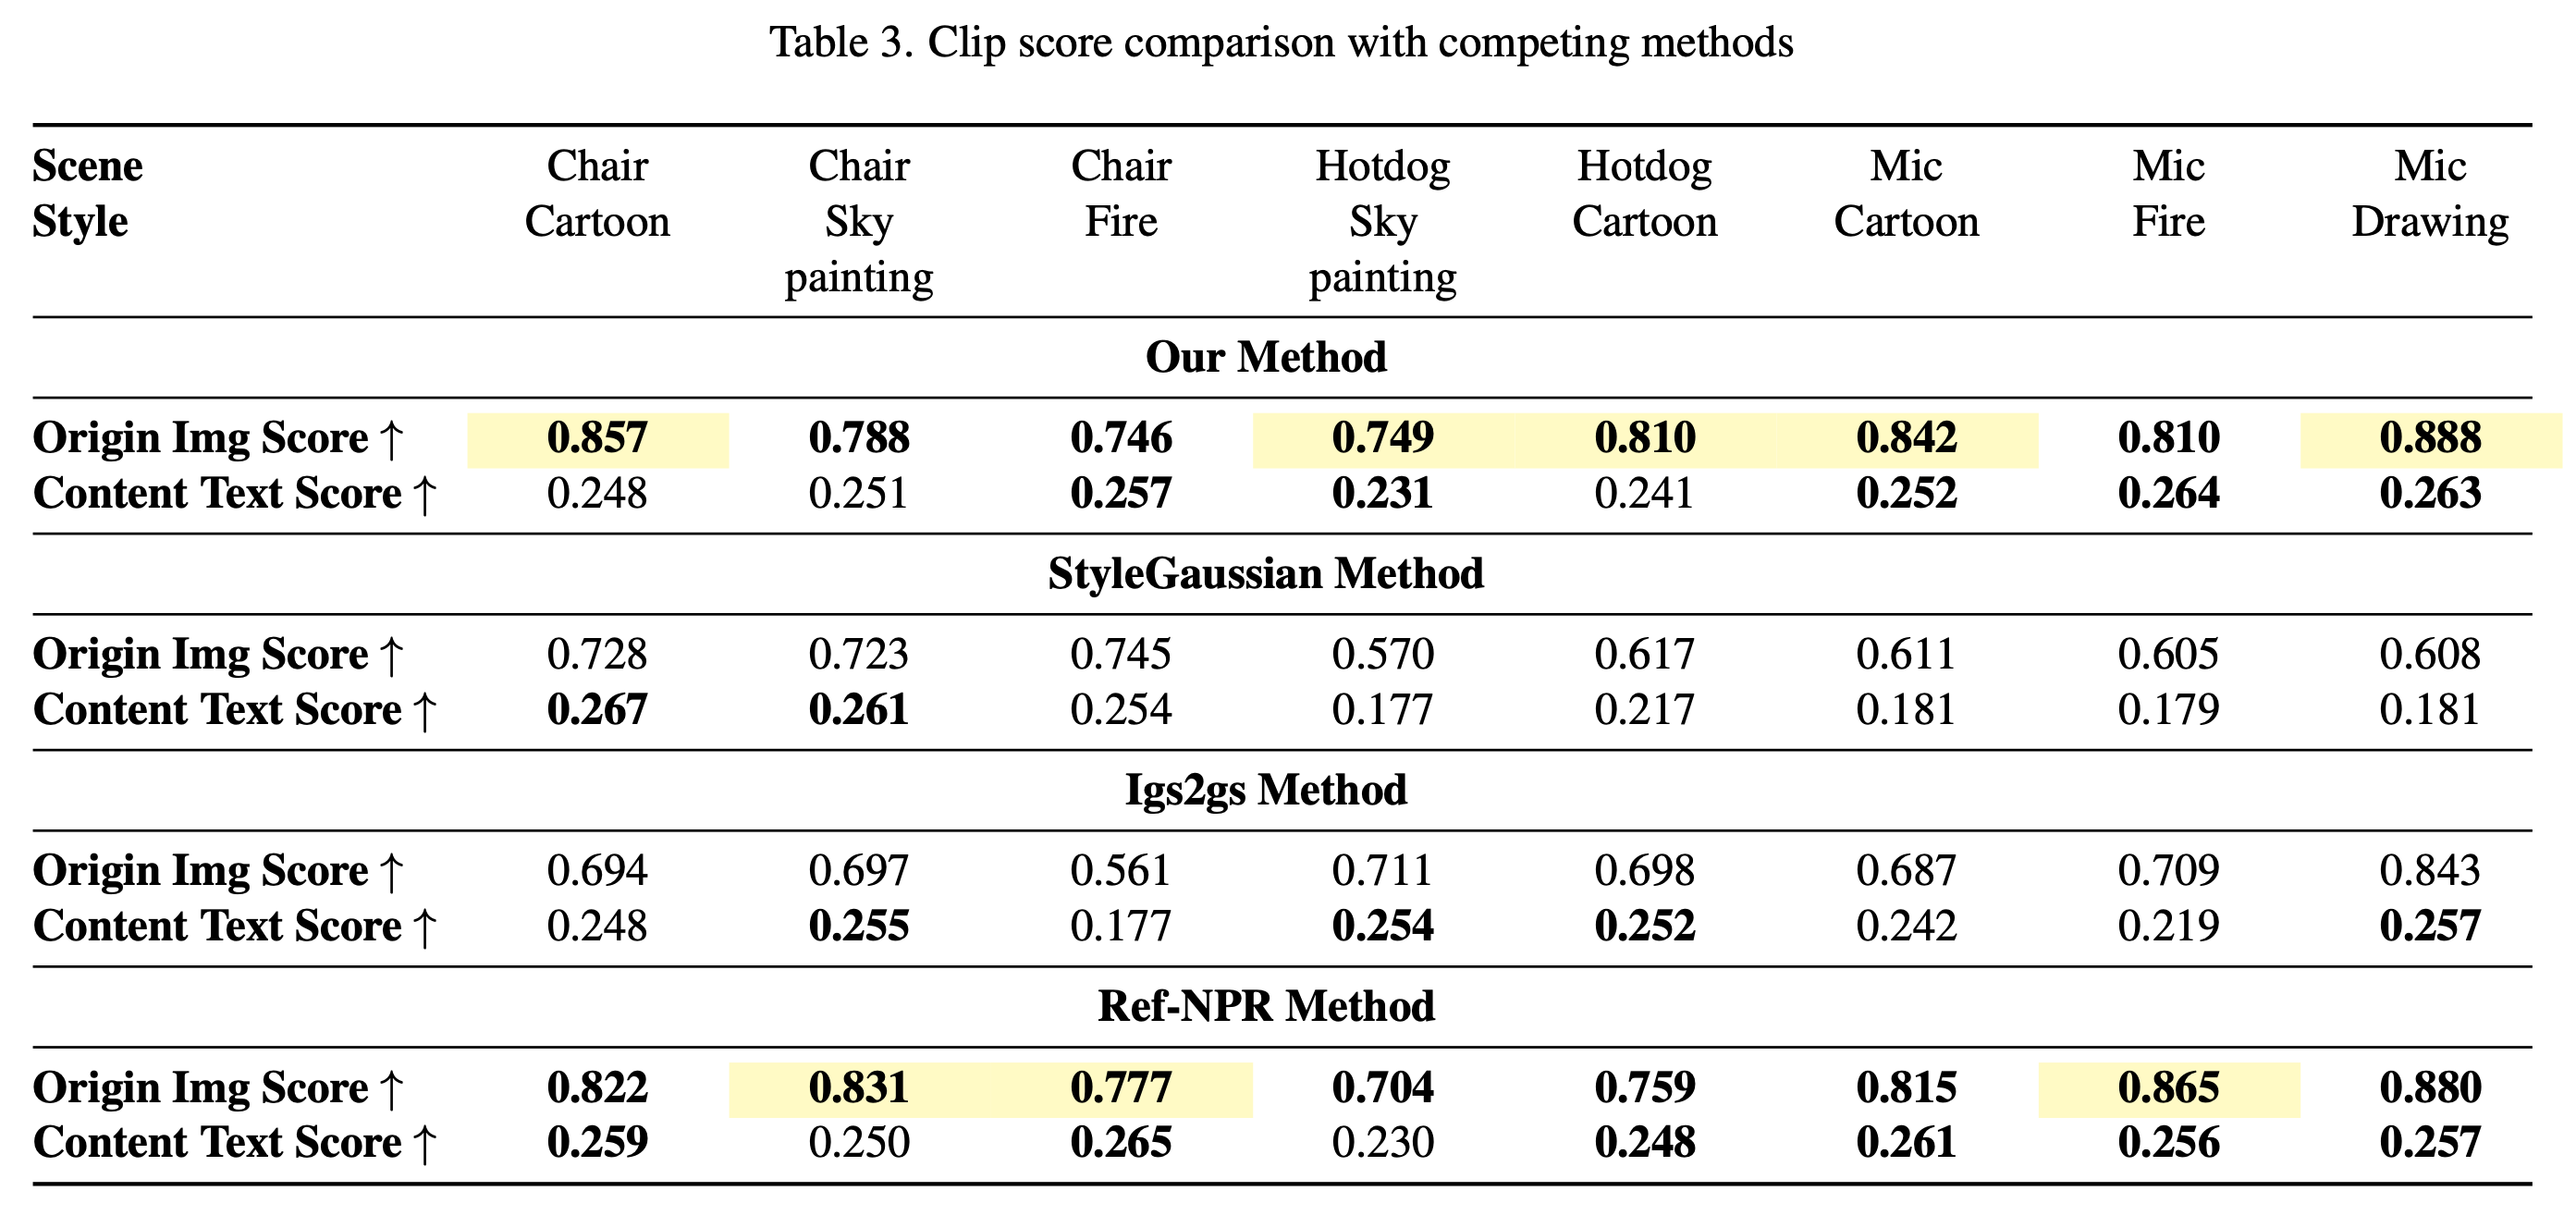 Table 3. Clip score comparison with competing methods
Scene Chair Chair Chair Hotdog Hotdog Mic Mic Mic
Style Cartoon Sky Fire Sky Cartoon Cartoon Fire Drawing
painting painting
Our Method
Origin Img Score ↑ 0.857 0.788 0.746 0.749 0.810 0.842 0.810 0.888
Content Text Score ↑ 0.248 0.251 0.257 0.231 0.241 0.252 0.264 0.263
StyleGaussian Method
Origin Img Score ↑ 0.728 0.723 0.745 0.570 0.617 0.611 0.605 0.608
Content Text Score ↑ 0.267 0.261 0.254 0.177 0.217 0.181 0.179 0.181
Igs2gs Method
Origin Img Score ↑ 0.694 0.697 0.561 0.711 0.698 0.687 0.709 0.843
Content Text Score ↑ 0.248 0.255 0.177 0.254 0.252 0.242 0.219 0.257
Ref-NPR Method
Origin Img Score ↑ 0.822 0.831 0.777 0.704 0.759 0.815 0.865 0.880
Content Text Score ↑ 0.259 0.250 0.265 0.230 0.248 0.261 0.256 0.257